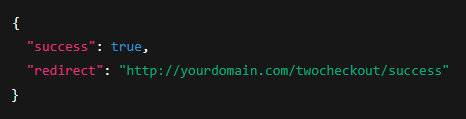 {
"success": true,
"redirect": "http://yourdomain.com/twocheckout/success"
}